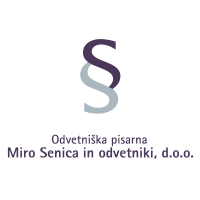 §
Odvetniška pisarna
Miro Senica in odvetniki, d.o.o.